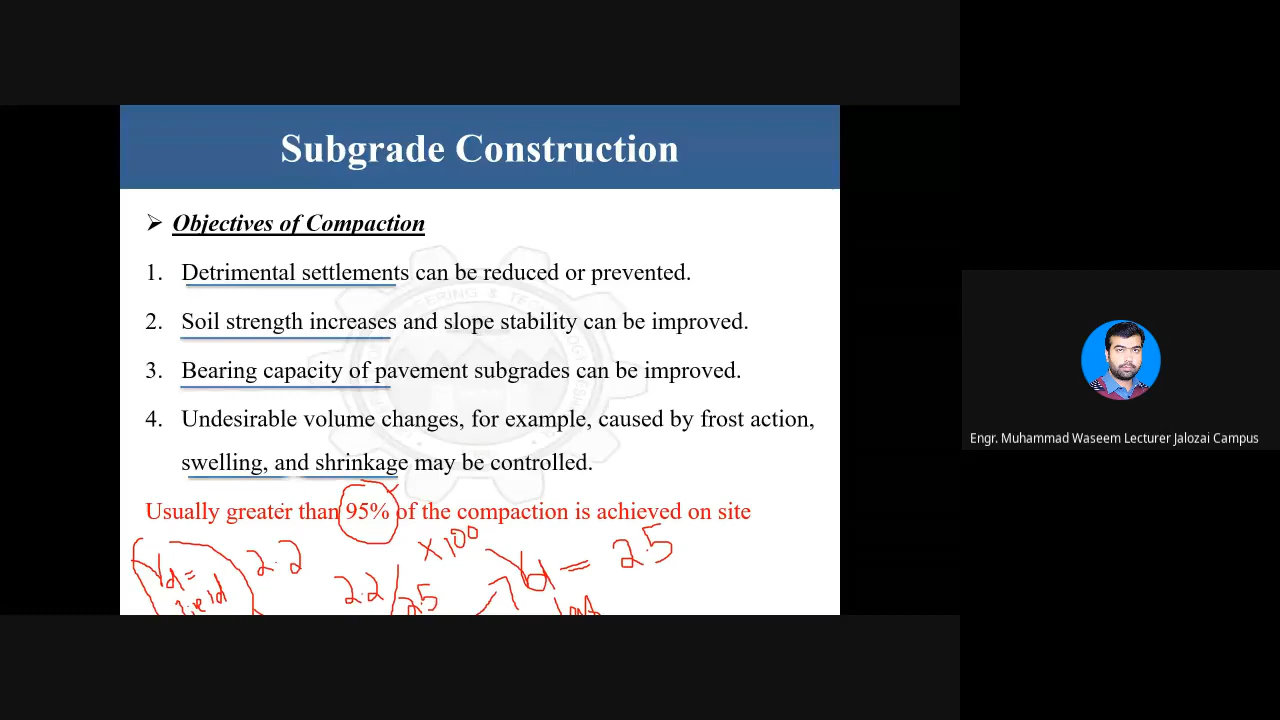 Subgrade Construction
➢ Objectives of Compaction
1. Detrimental settlements can be reduced or prevented.
2. Soil strength increases and slope stability can be improved.
3. Bearing capacity of pavement subgrades can be improved.
4. Undesirable volume changes, for example, caused by frost action,
swelling, and shrinkage may be controlled.
Usually greater than 95% of the compaction is achieved on site
γd = 2.2
field
2.2/2.5 ×100
γd = 2.5
Engr. Muhammad Waseem Lecturer Jalozai Campus